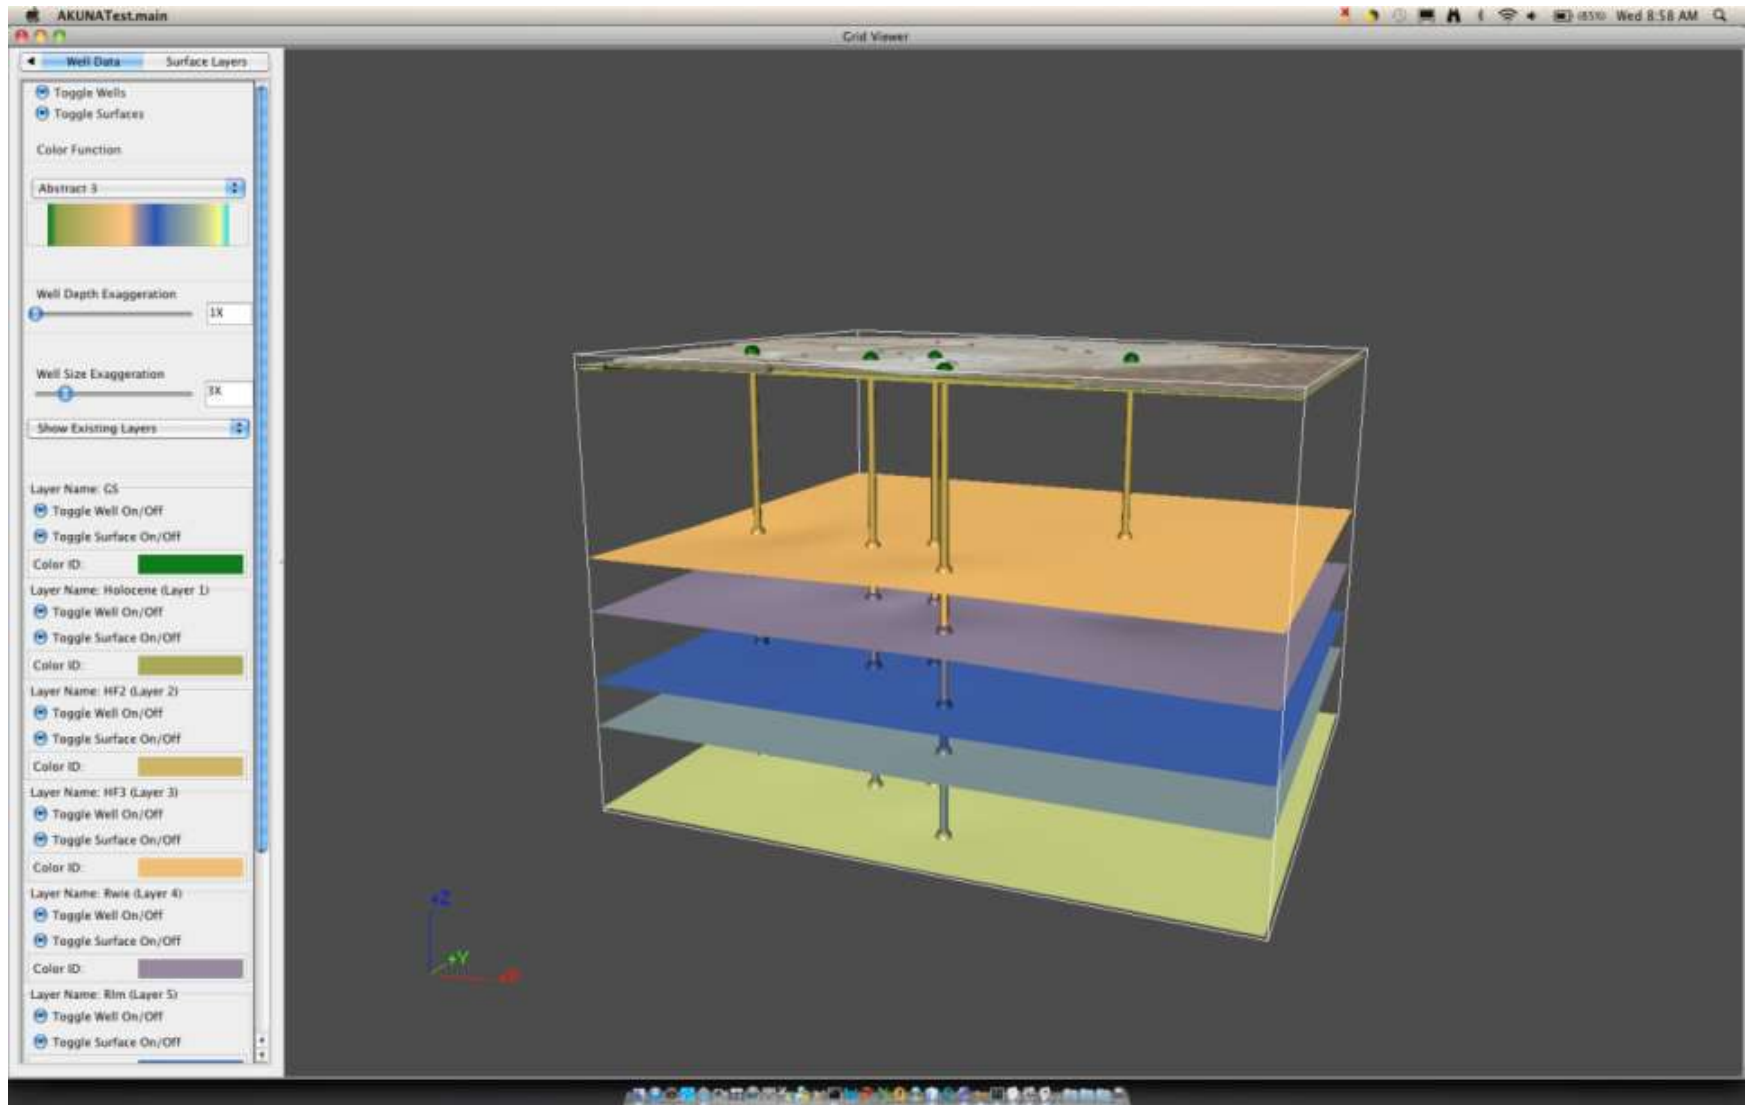 AKUNATest.main
(85%) Wed 8:58 AM
Grid Viewer
Well Data Surface Layers
Toggle Wells
Toggle Surfaces
Color Function
Abstract 3
Well Depth Exaggeration
1X
Well Size Exaggeration
3X
Show Existing Layers
Layer Name: GS
Toggle Well On/Off
Toggle Surface On/Off
Color ID:
Layer Name: Holocene (Layer 1)
Toggle Well On/Off
Toggle Surface On/Off
Color ID:
Layer Name: HF2 (Layer 2)
Toggle Well On/Off
Toggle Surface On/Off
Color ID:
Layer Name: HF3 (Layer 3)
Toggle Well On/Off
Toggle Surface On/Off
Color ID:
Layer Name: Rwie (Layer 4)
Toggle Well On/Off
Toggle Surface On/Off
Color ID:
Layer Name: Rlm (Layer 5)
Toggle Well On/Off
Toggle Surface On/Off
+Z
+Y
+X